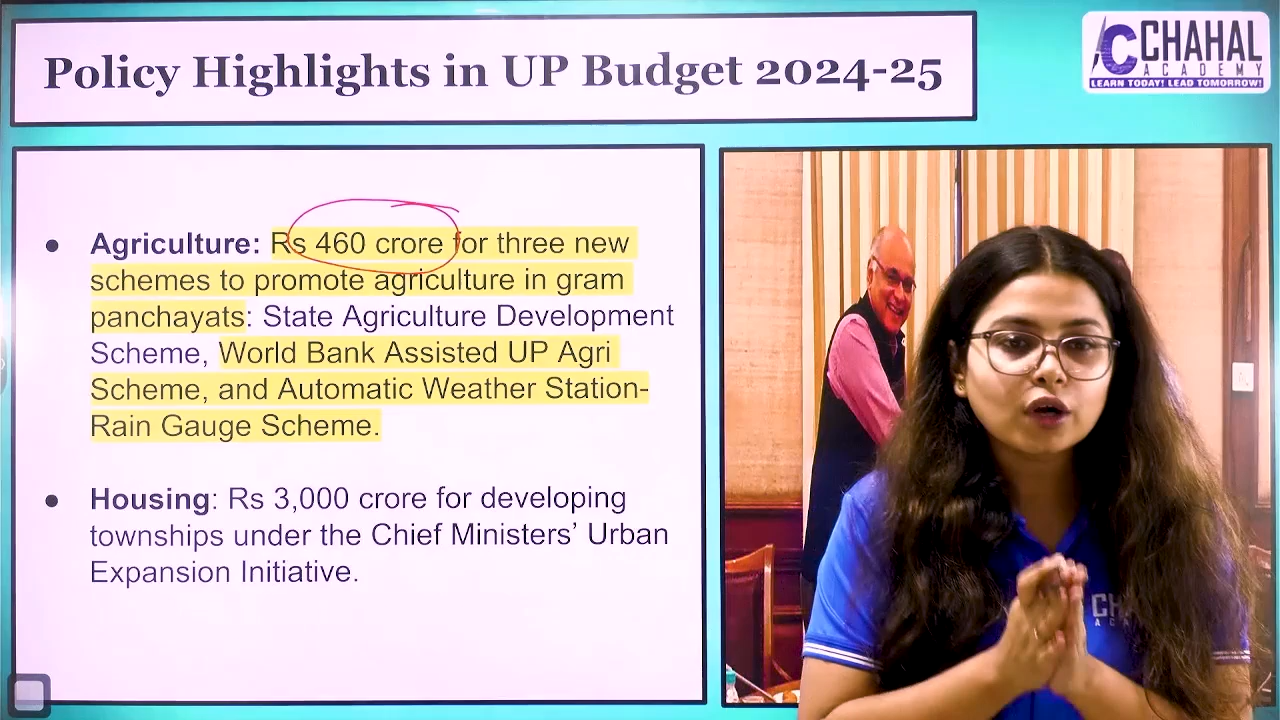 Policy Highlights in UP Budget 2024-25
CHAHAL
ACADEMY
LEARN TODAY! LEAD TOMORROW!
● Agriculture: Rs 460 crore for three new
schemes to promote agriculture in gram
panchayats: State Agriculture Development
Scheme, World Bank Assisted UP Agri
Scheme, and Automatic Weather Station-
Rain Gauge Scheme.
● Housing: Rs 3,000 crore for developing
townships under the Chief Ministers’ Urban
Expansion Initiative.